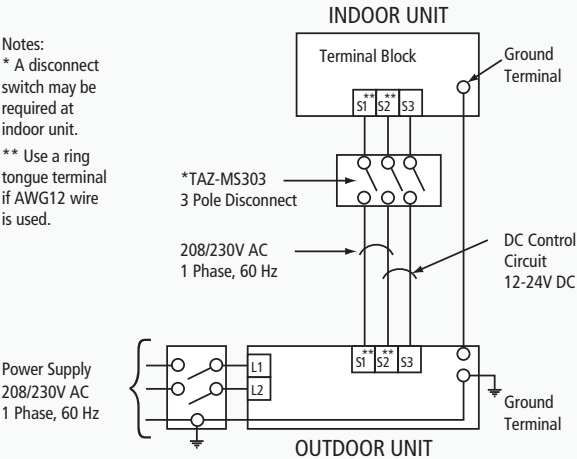 INDOOR UNIT
Notes:
* A disconnect
switch may be
required at
indoor unit.
** Use a ring
tongue terminal
if AWG12 wire
is used.
Terminal Block
Ground
Terminal
S1** S2** S3
*TAZ-MS303
3 Pole Disconnect
208/230V AC
1 Phase, 60 Hz
DC Control
Circuit
12-24V DC
S1** S2** S3
L1
L2
Power Supply
208/230V AC
1 Phase, 60 Hz
Ground
Terminal
OUTDOOR UNIT